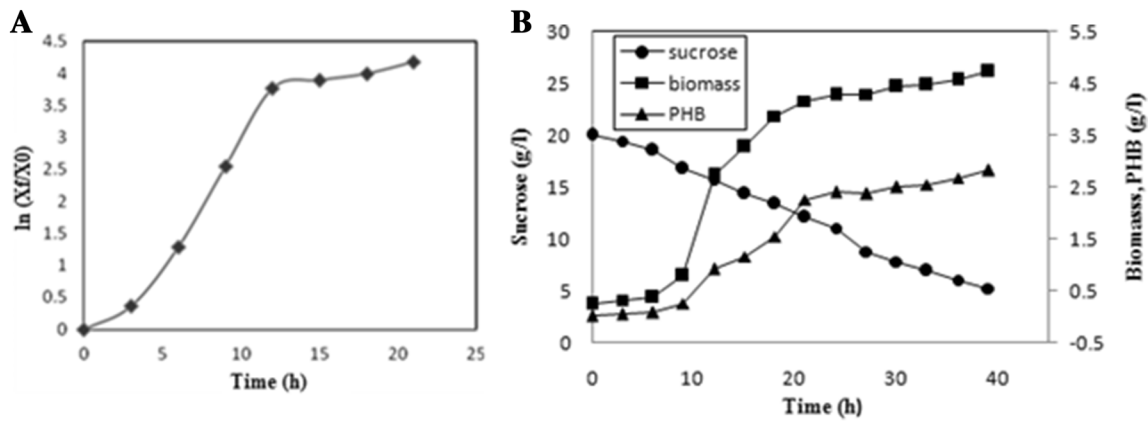 A
4.5
4
3.5
3
2.5
2
1.5
1
0.5
0
ln (Xf/X0)
0 5 10 15 20 25
Time (h)
B
30
25
20
15
10
5
0
Sucrose (g/l)
sucrose
biomass
PHB
5.5
4.5
3.5
2.5
1.5
0.5
-0.5
Biomasss,PHB (g/l)
0 10 20 30 40
Time (h)